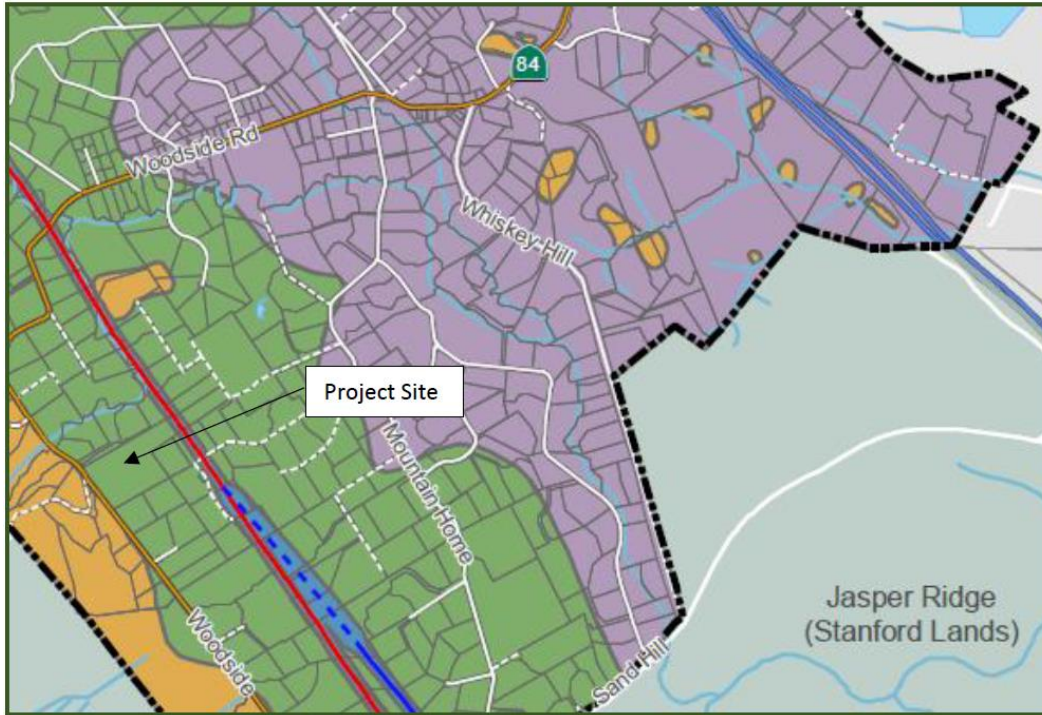 84
Woodside Rd
Whiskey Hill
Project Site
Mountain Home
Jasper Ridge
(Stanford Lands)
Woodside
Sand Hill